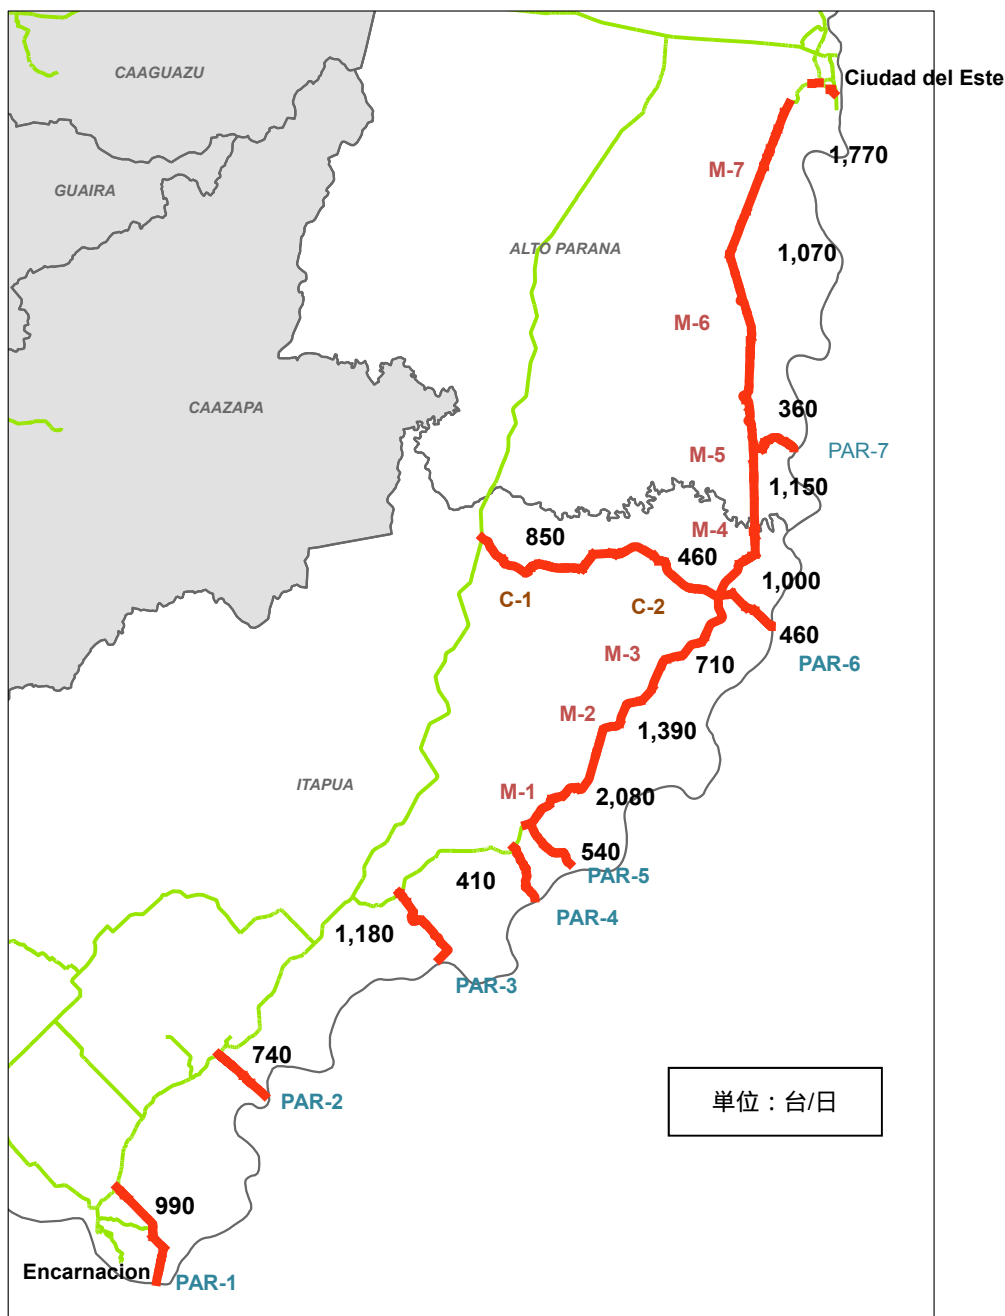 CAAGUAZU
Ciudad del Este
1,770
M-7
GUAIRA
ALTO PARANA
1,070
M-6
CAAZAPA
360
PAR-7
M-5
1,150
M-4
850
460
1,000
C-1
C-2
460
PAR-6
M-3
710
M-2
1,390
ITAPUA
M-1
2,080
540
PAR-5
410
PAR-4
1,180
PAR-3
740
PAR-2
単位：台/日
990
Encarnacion
PAR-1